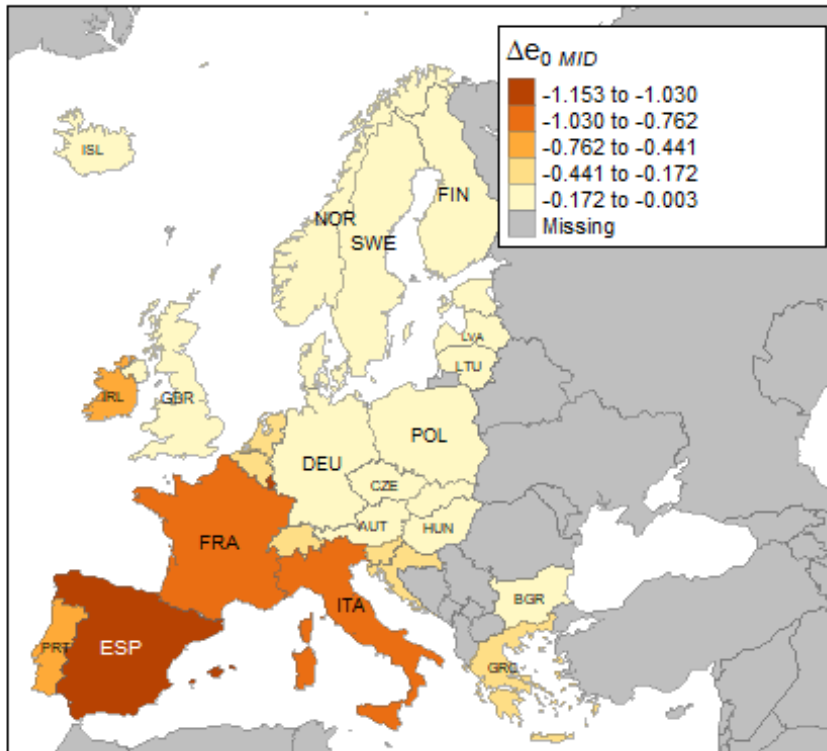 Δe₀ MID
-1.153 to -1.030
-1.030 to -0.762
-0.762 to -0.441
-0.441 to -0.172
-0.172 to -0.003
Missing
ISL
FIN
NOR
SWE
LVA
LTU
IRL
GBR
POL
DEU
CZE
AUT
HUN
FRA
ITA
BGR
PRT
ESP
GRC